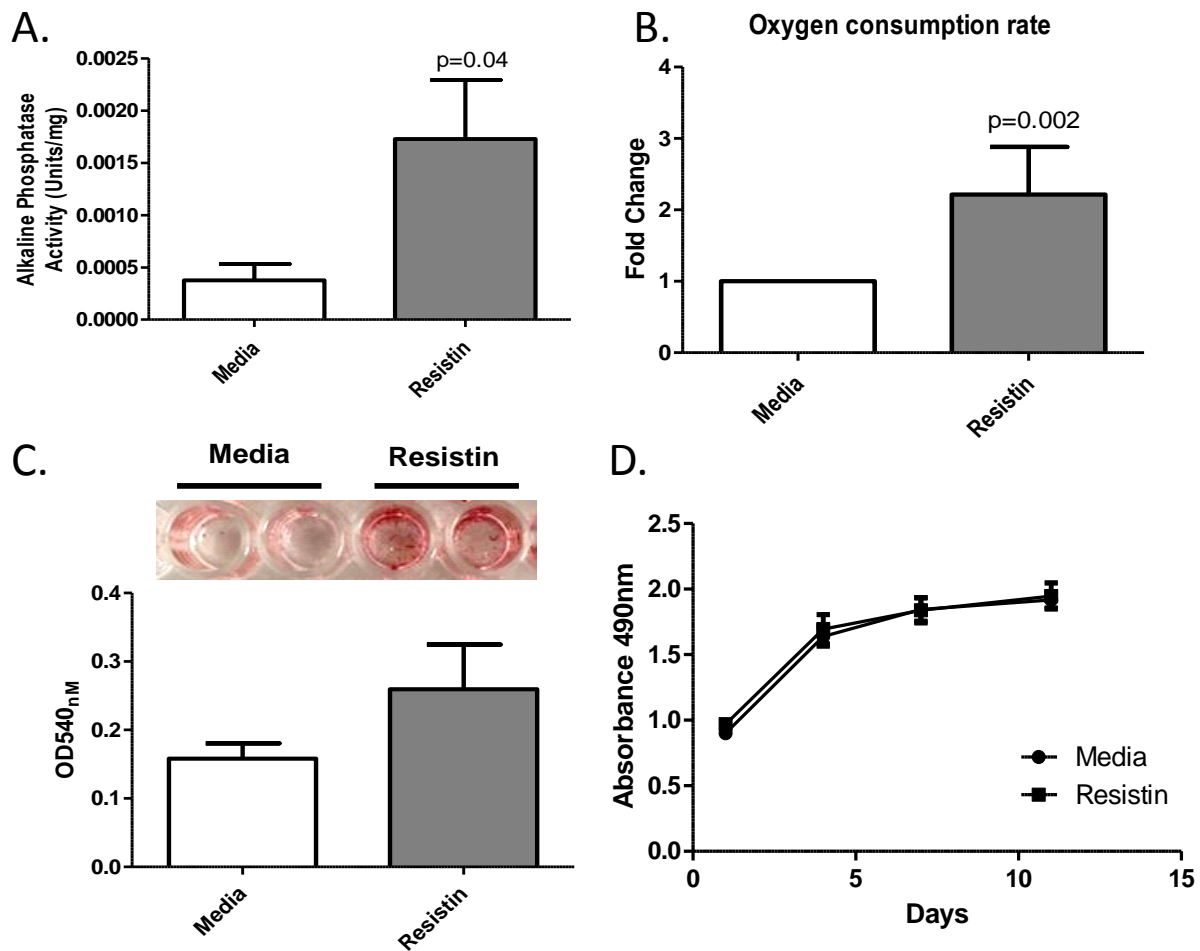 A.
Alkaline Phosphatase
Activity (Units/mg)
0.0025
0.0020
0.0015
0.0010
0.0005
0.0000
p=0.04
Media
Resistin
B.
Oxygen consumption rate
Fold Change
4
3
2
1
0
p=0.002
Media
Resistin
C.
Media
Resistin
OD540nM
0.4
0.3
0.2
0.1
0.0
Media
Resistin
D.
Absorbance 490nm
2.5
2.0
1.5
1.0
0.5
0.0
0
5
10
15
Days
Media
Resistin